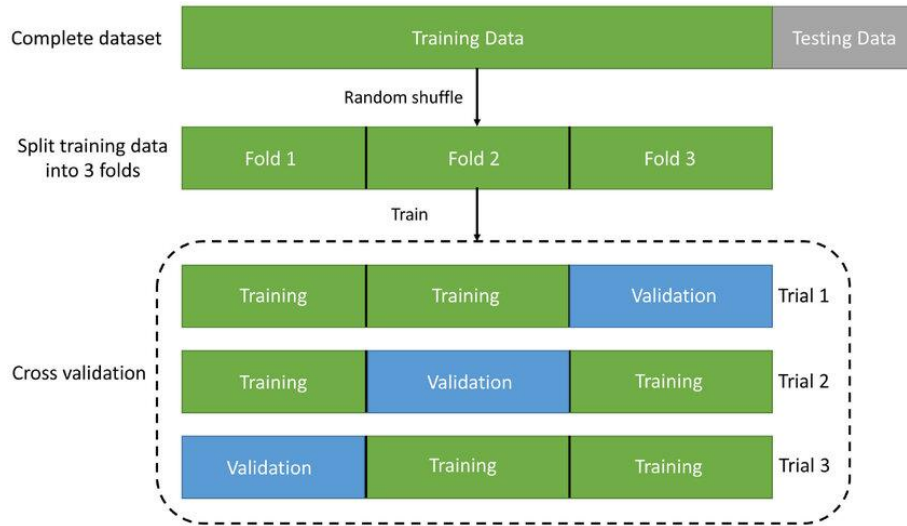 Complete dataset
Training Data
Testing Data
Random shuffle
Split training data
into 3 folds
Fold 1
Fold 2
Fold 3
Train
Cross validation
Training
Training
Validation
Trial 1
Training
Validation
Training
Trial 2
Validation
Training
Training
Trial 3